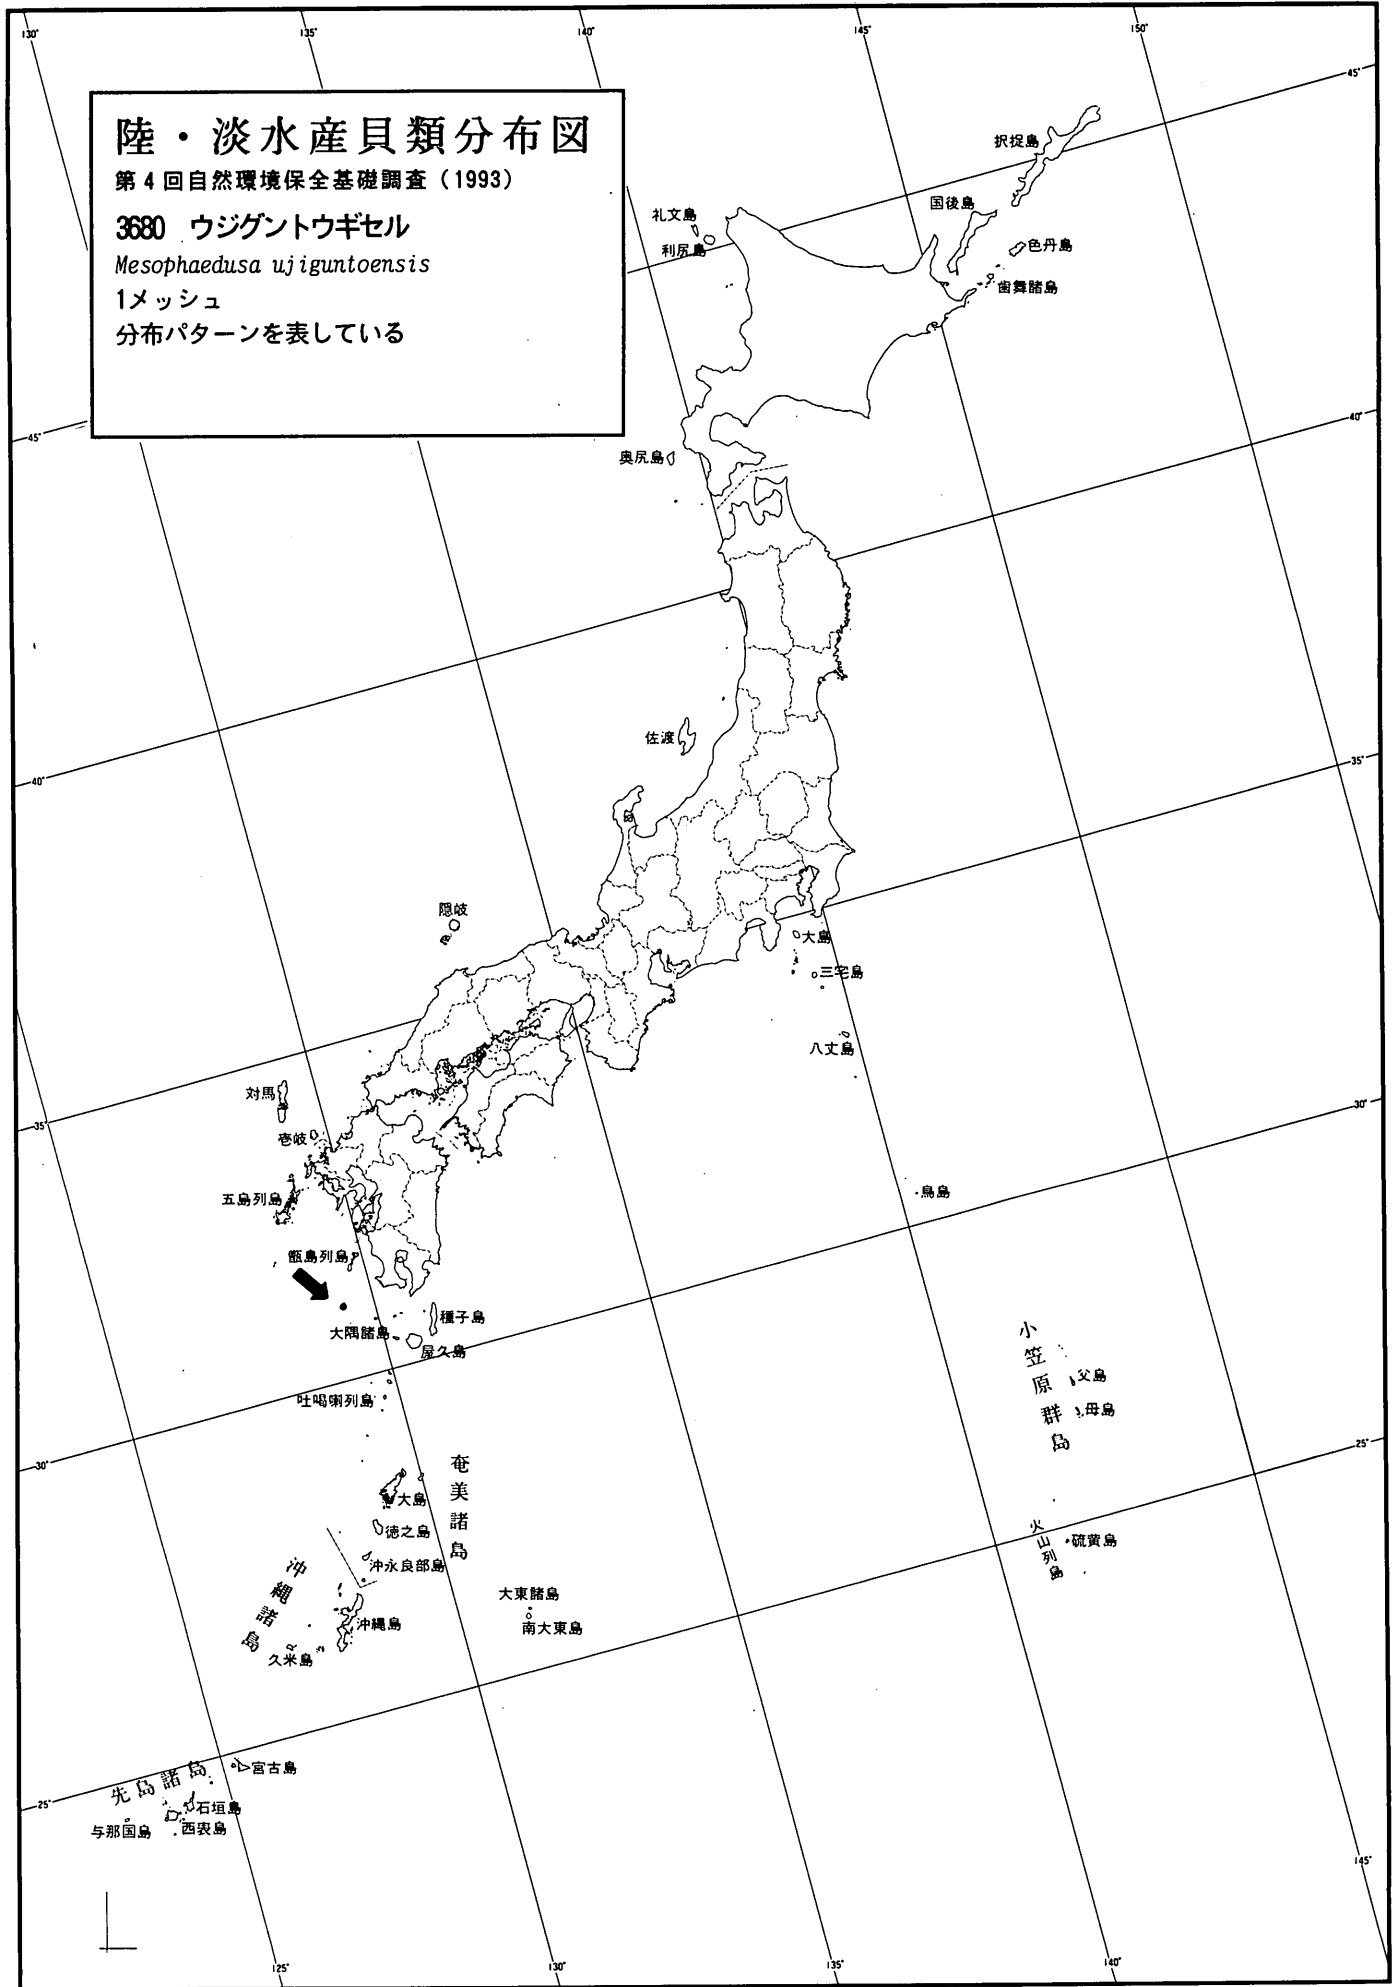 130°
135°
140°
145°
150°
陸・淡水産貝類分布図
第4回自然環境保全基礎調査（1993）
3680 ウジグントウギセル
Mesophaedusa ujiguntoensis
1メッシュ
分布パターンを表している
45°
択捉島
国後島
礼文島
利尻島
色丹島
歯舞諸島
45°
40°
奥尻島
佐渡
40°
35°
隠岐
大島
三宅島
八丈島
対馬
35°
30°
壱岐
五島列島
鳥島
甑島列島
種子島
大隅諸島
屋久島
吐喝喇列島
小笠原群島
父島
母島
30°
25°
奄美諸島
大島
徳之島
沖永良部島
火山列島
硫黄島
沖縄諸島
沖縄島
久米島
大東諸島
南大東島
先島諸島
宮古島
25°
石垣島
西表島
与那国島
145°
125°
130°
135°
140°